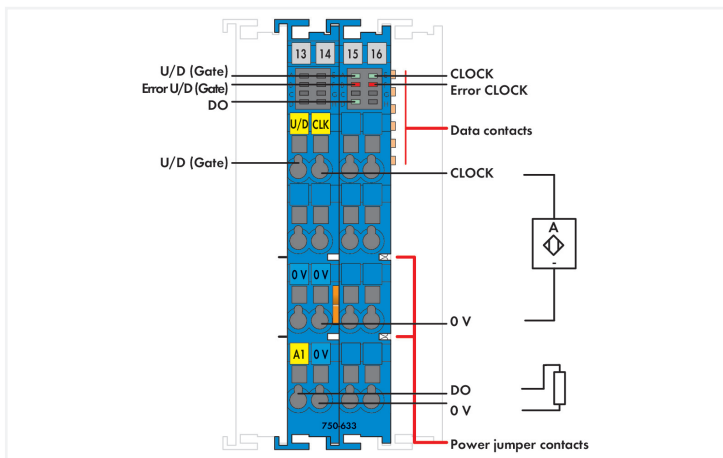 13 14 15 16
U/D (Gate)
CLOCK
Error U/D (Gate)
Error CLOCK
DO
U/D CLK
Data contacts
U/D (Gate)
CLOCK
A
-
0 V 0 V
0 V
A1 0 V
DO
0 V
750-633
Power jumper contacts